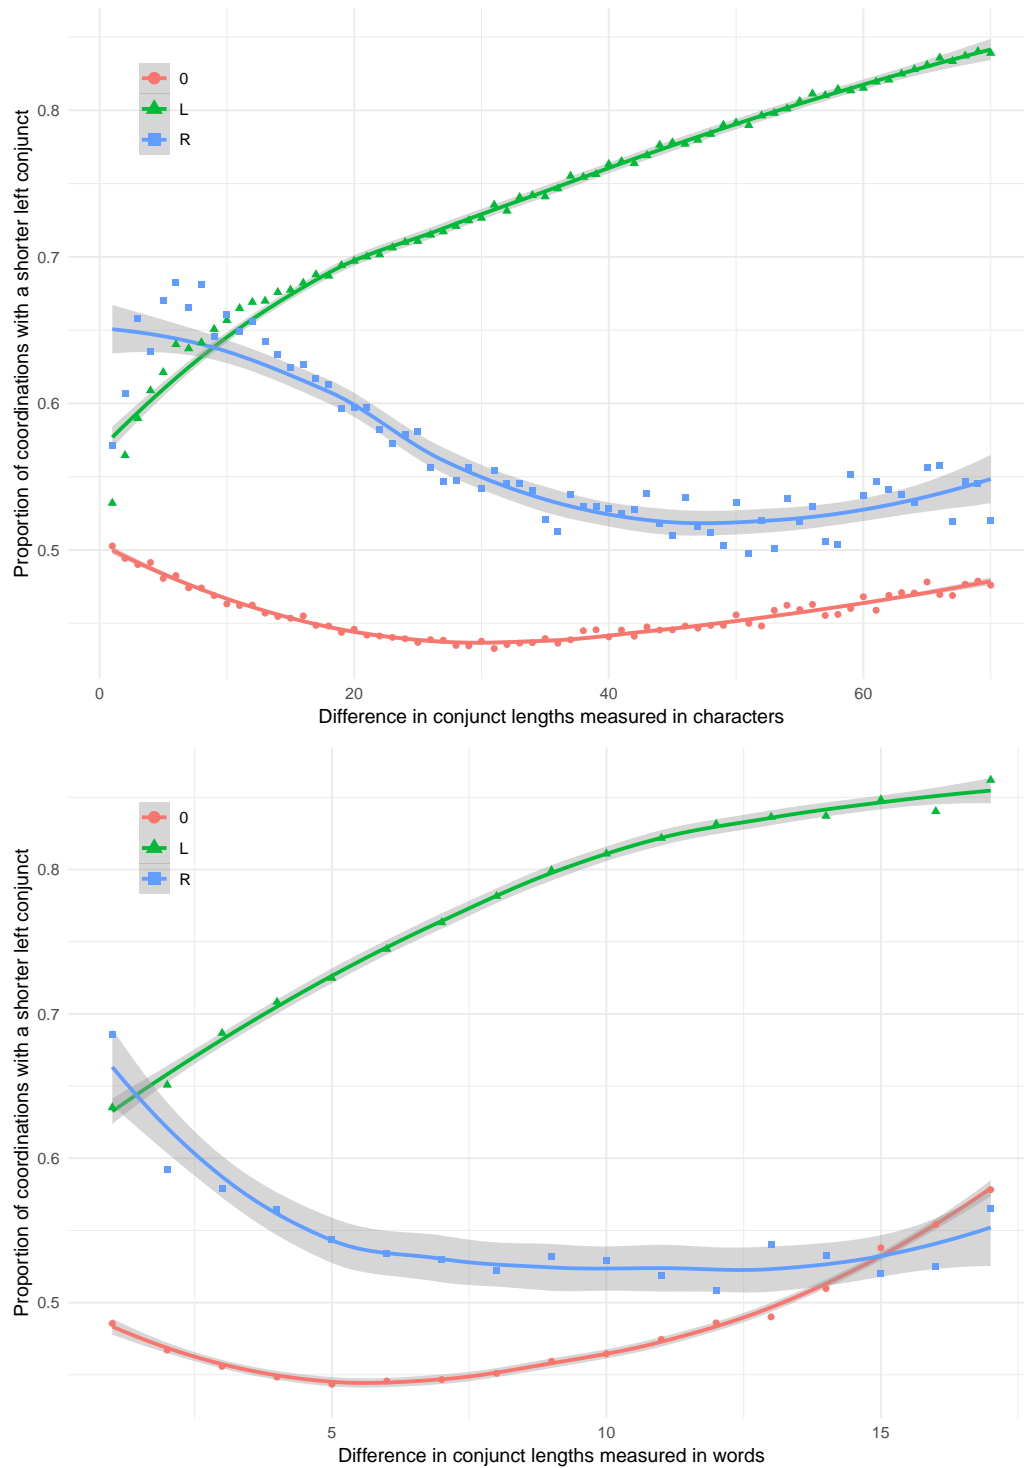 Proportion of coordinations with a shorter left conjunct
0
L
R
0.8
0.7
0.6
0.5
0 20 40 60
Difference in conjunct lengths measured in characters
Proportion of coordinations with a shorter left conjunct
0
L
R
0.8
0.7
0.6
0.5
5 10 15
Difference in conjunct lengths measured in words